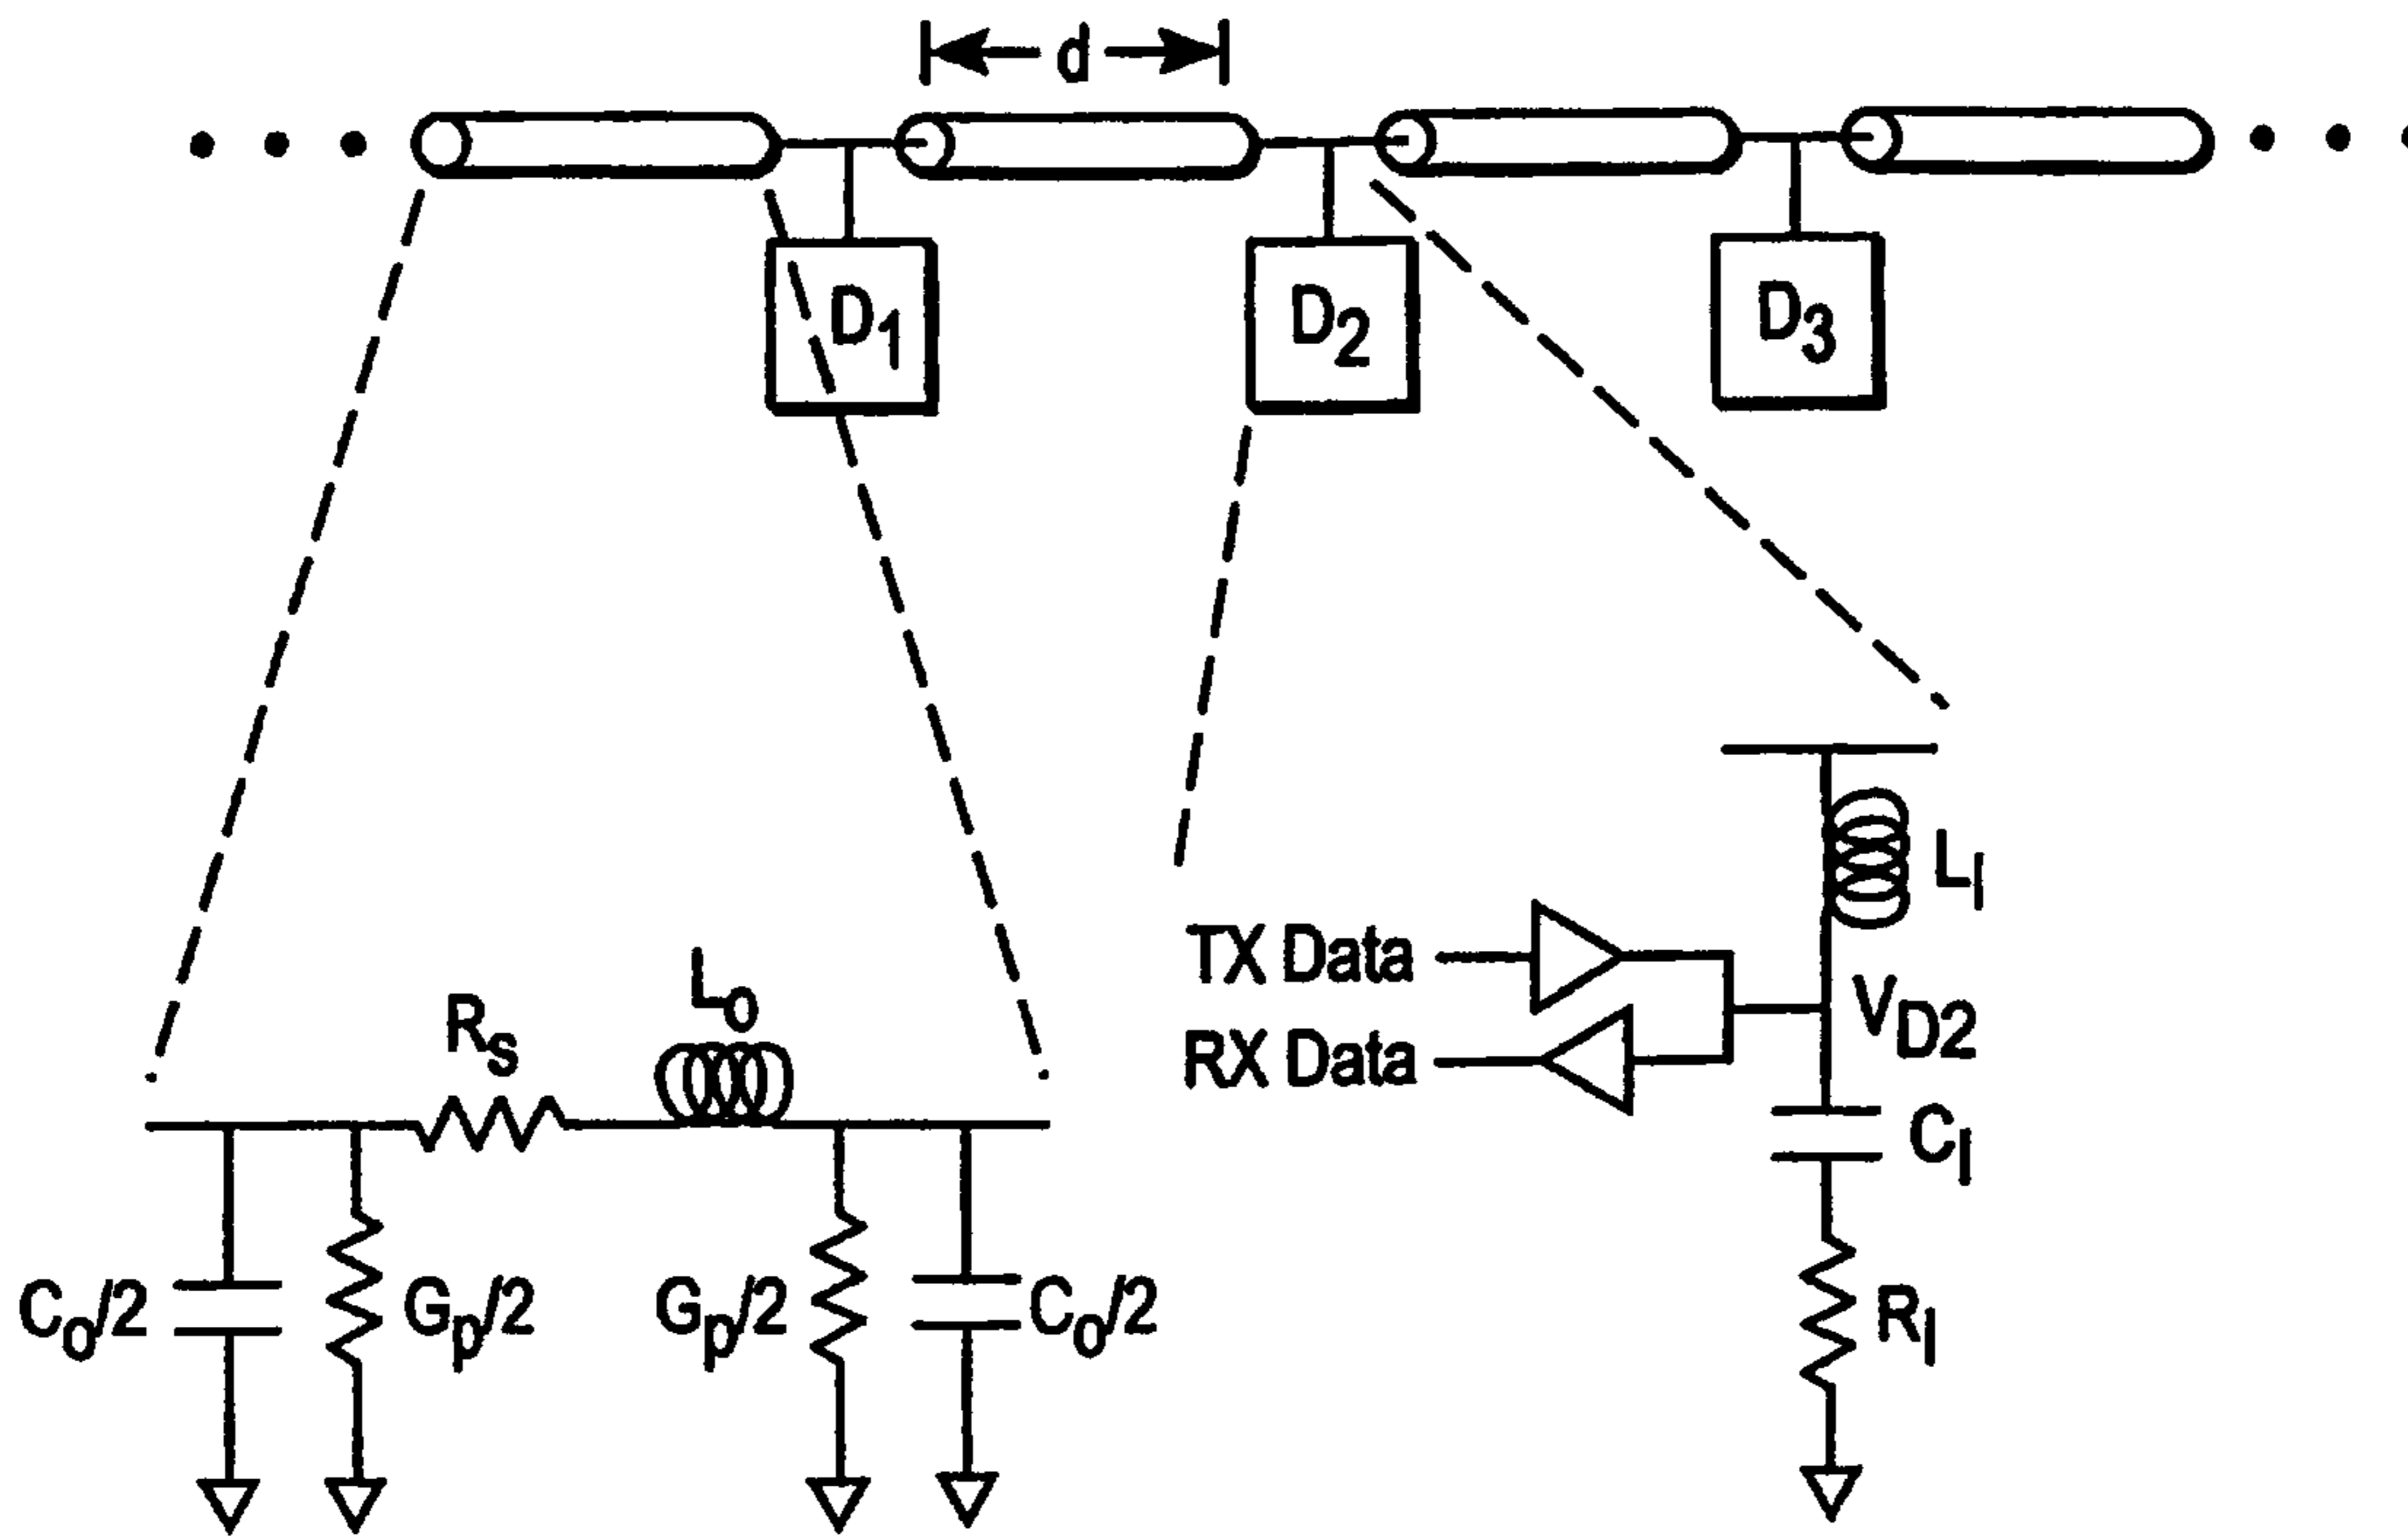 d
D1
D2
D3
LI
TX Data
VD2
RX Data
Rs
Lo
CI
Co/2
Gp/2
Gp/2
Co/2
RI